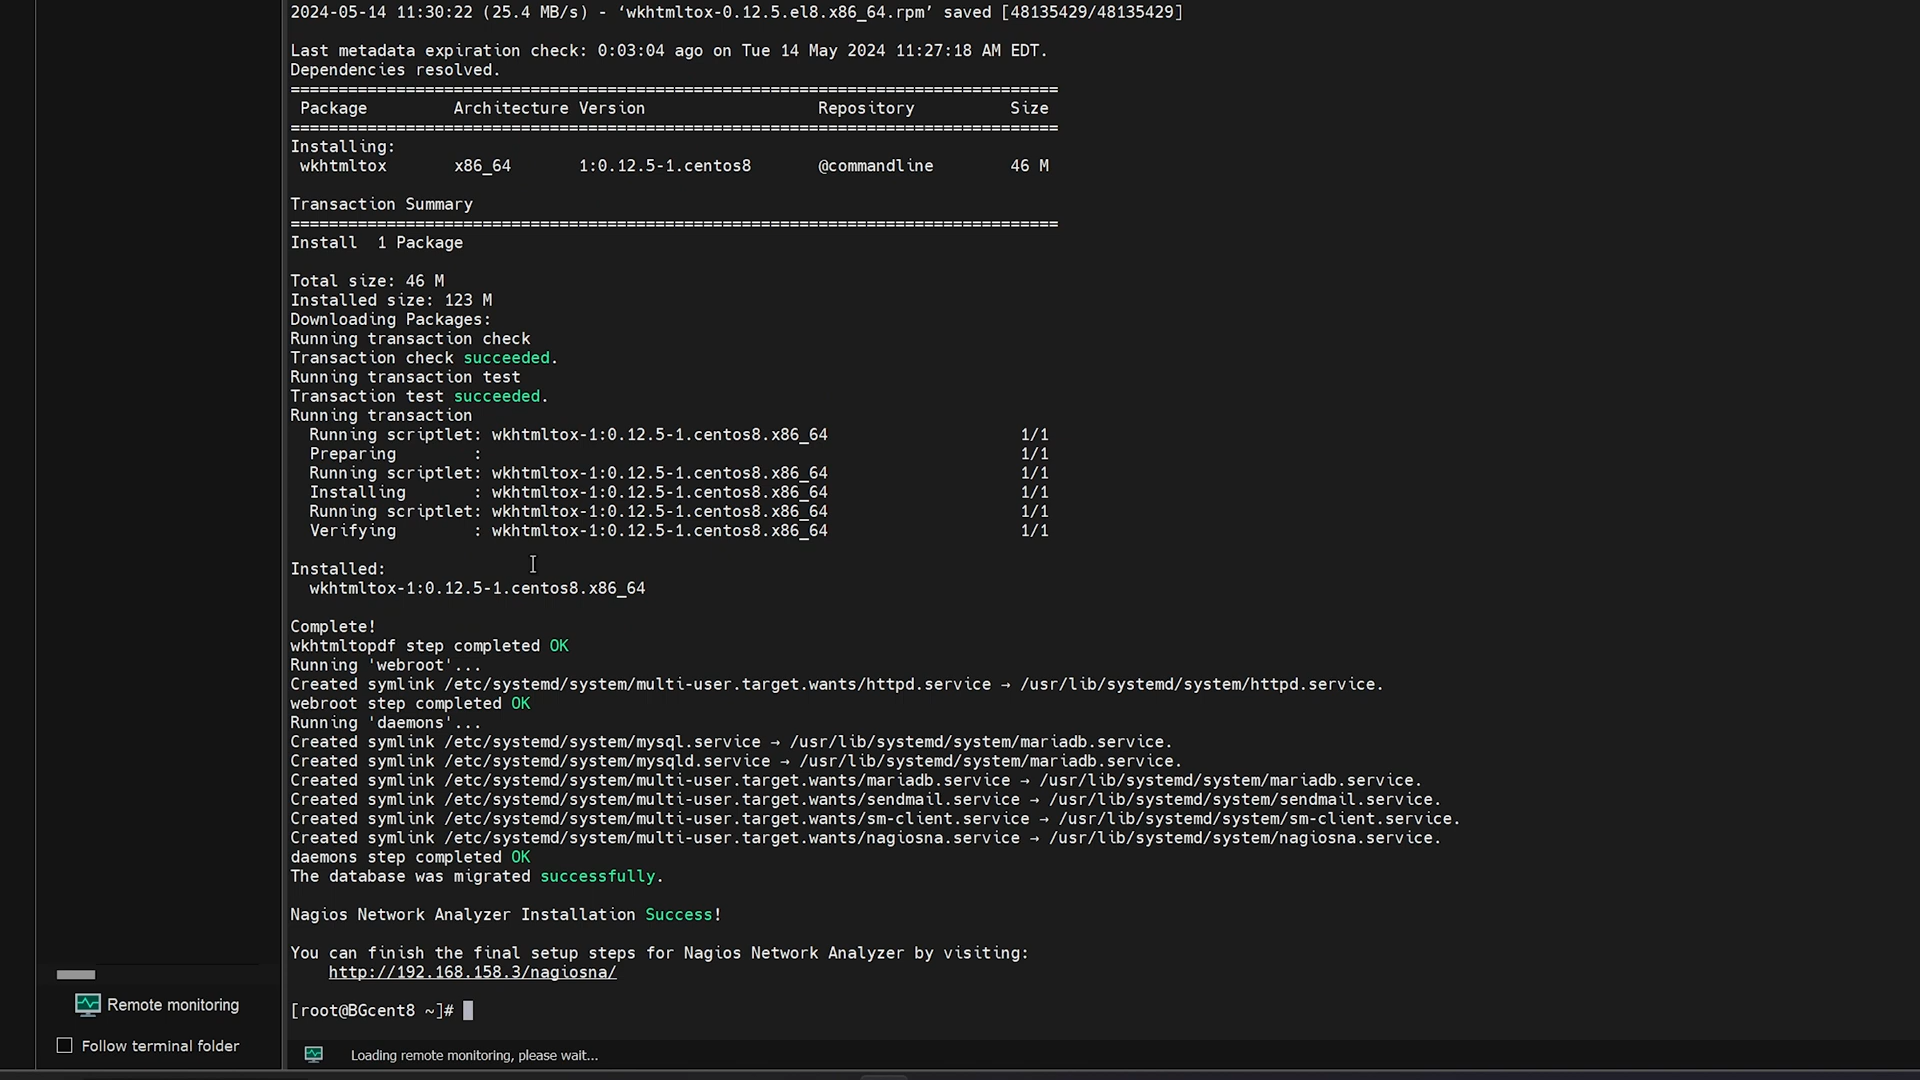 2024-05-14 11:30:22 (25.4 MB/s) - ‘wkhtmltox-0.12.5.el8.x86_64.rpm’ saved [48135429/48135429]
Last metadata expiration check: 0:03:04 ago on Tue 14 May 2024 11:27:18 AM EDT.
Dependencies resolved.
================================================================================
Package Architecture Version Repository Size
================================================================================
Installing:
wkhtmltox x86_64 1:0.12.5-1.centos8 @commandline 46 M
Transaction Summary
================================================================================
Install 1 Package
Total size: 46 M
Installed size: 123 M
Downloading Packages:
Running transaction check
Transaction check succeeded.
Running transaction test
Transaction test succeeded.
Running transaction
Running scriptlet: wkhtmltox-1:0.12.5-1.centos8.x86_64 1/1
Preparing : 1/1
Running scriptlet: wkhtmltox-1:0.12.5-1.centos8.x86_64 1/1
Installing : wkhtmltox-1:0.12.5-1.centos8.x86_64 1/1
Running scriptlet: wkhtmltox-1:0.12.5-1.centos8.x86_64 1/1
Verifying : wkhtmltox-1:0.12.5-1.centos8.x86_64 1/1
Installed:
wkhtmltox-1:0.12.5-1.centos8.x86_64
Complete!
wkhtmltopdf step completed OK
Running 'webroot'...
Created symlink /etc/systemd/system/multi-user.target.wants/httpd.service → /usr/lib/systemd/system/httpd.service.
webroot step completed OK
Running 'daemons'...
Created symlink /etc/systemd/system/mysql.service → /usr/lib/systemd/system/mariadb.service.
Created symlink /etc/systemd/system/mysqld.service → /usr/lib/systemd/system/mariadb.service.
Created symlink /etc/systemd/system/multi-user.target.wants/mariadb.service → /usr/lib/systemd/system/mariadb.service.
Created symlink /etc/systemd/system/multi-user.target.wants/sendmail.service → /usr/lib/systemd/system/sendmail.service.
Created symlink /etc/systemd/system/multi-user.target.wants/sm-client.service → /usr/lib/systemd/system/sm-client.service.
Created symlink /etc/systemd/system/multi-user.target.wants/nagiosna.service → /usr/lib/systemd/system/nagiosna.service.
daemons step completed OK
The database was migrated successfully.
Nagios Network Analyzer Installation Success!
You can finish the final setup steps for Nagios Network Analyzer by visiting:
http://192.168.158.3/nagiosna/
[root@BGcent8 ~]#
Remote monitoring
Follow terminal folder
Loading remote monitoring, please wait...